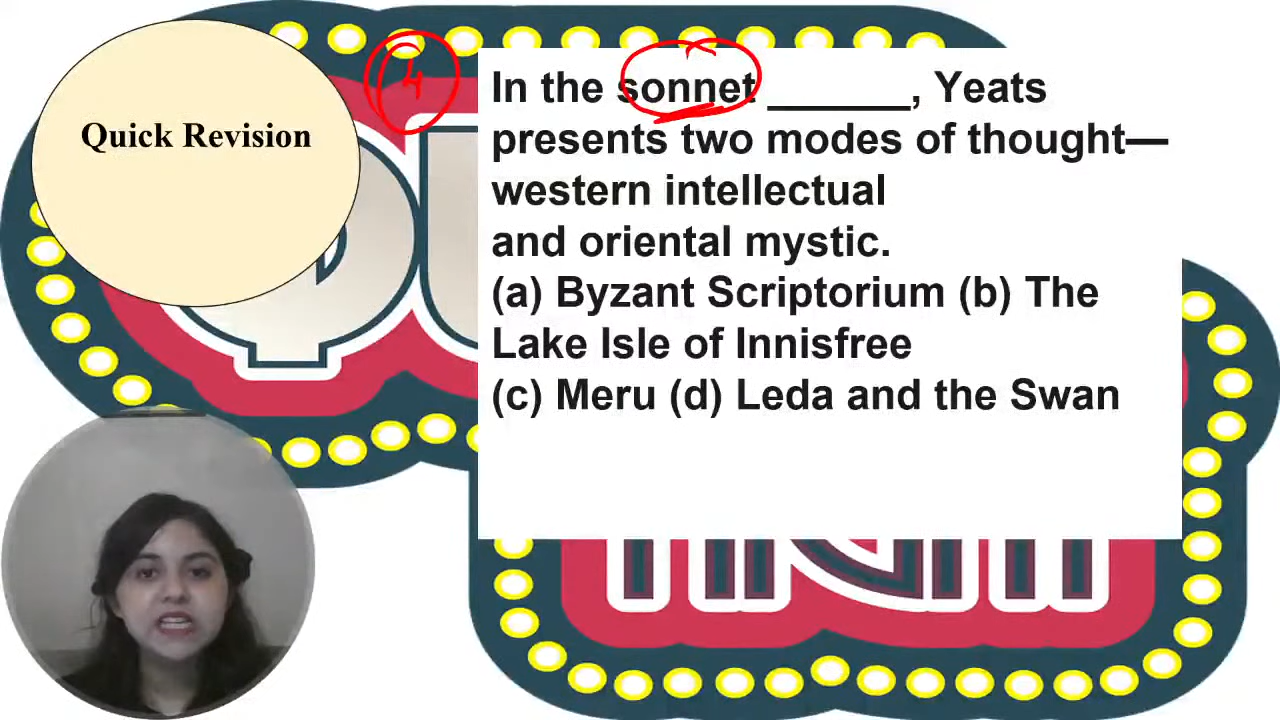 Quick Revision
4
In the sonnet ______, Yeats
presents two modes of thought—
western intellectual
and oriental mystic.
(a) Byzant Scriptorium (b) The
Lake Isle of Innisfree
(c) Meru (d) Leda and the Swan